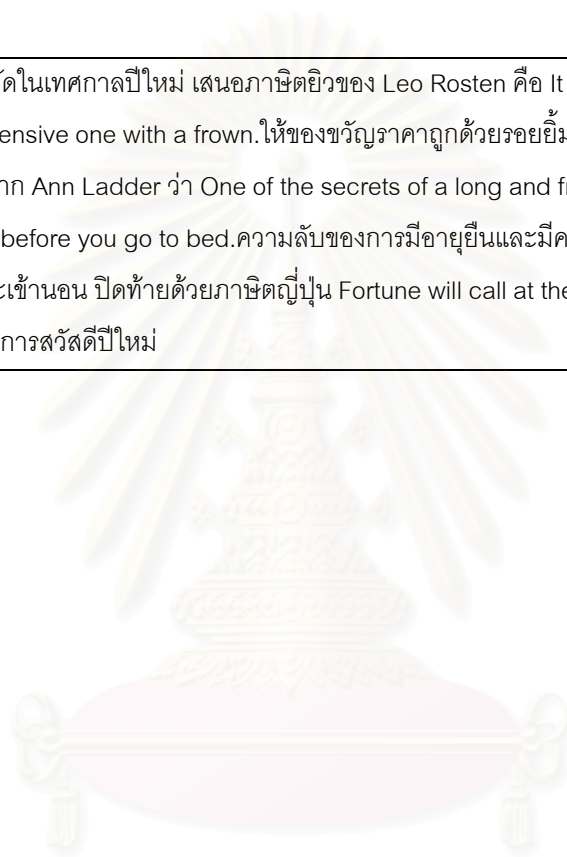 ัดในเทศกาลปีใหม่ เสนอภาษิตยิวของ Leo Rosten คือ It
ensive one with a frown.ให้ของขวัญราคาถูกด้วยรอยยิ้ม
าก Ann Ladder ว่า One of the secrets of a long and f
before you go to bed.ความลับของการมีอายุยืนและมีค
ะเข้านอน ปิดท้ายด้วยภาษิตญี่ปุ่น Fortune will call at the
การสวัสดีปีใหม่